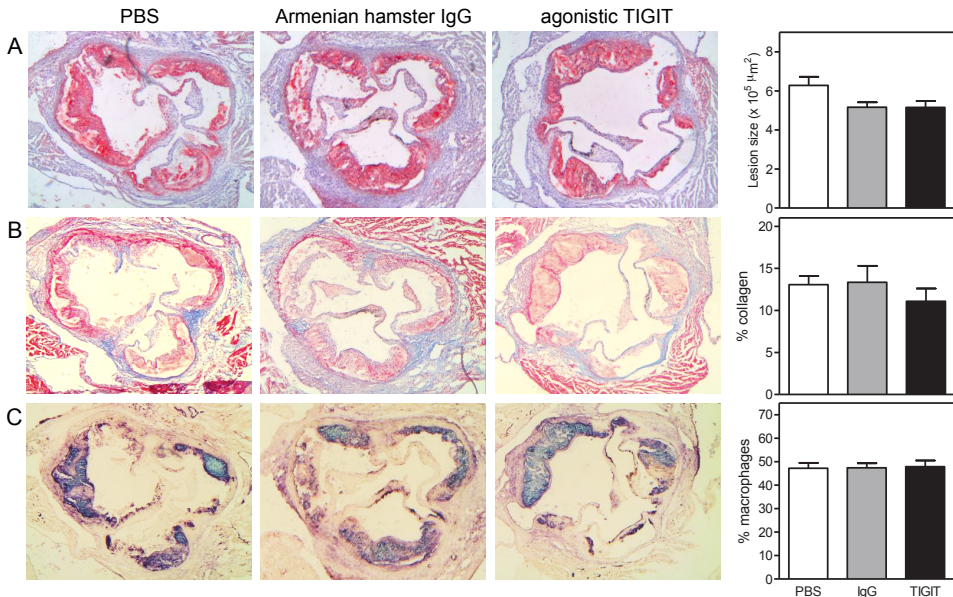 PBS Armenian hamster IgG agonistic TIGIT
A
Lesion size (x 10⁵ µm²)
8
6
4
2
0
B
% collagen
20
15
10
5
0
C
% macrophages
70
60
50
40
30
20
10
0
PBS IgG TIGIT